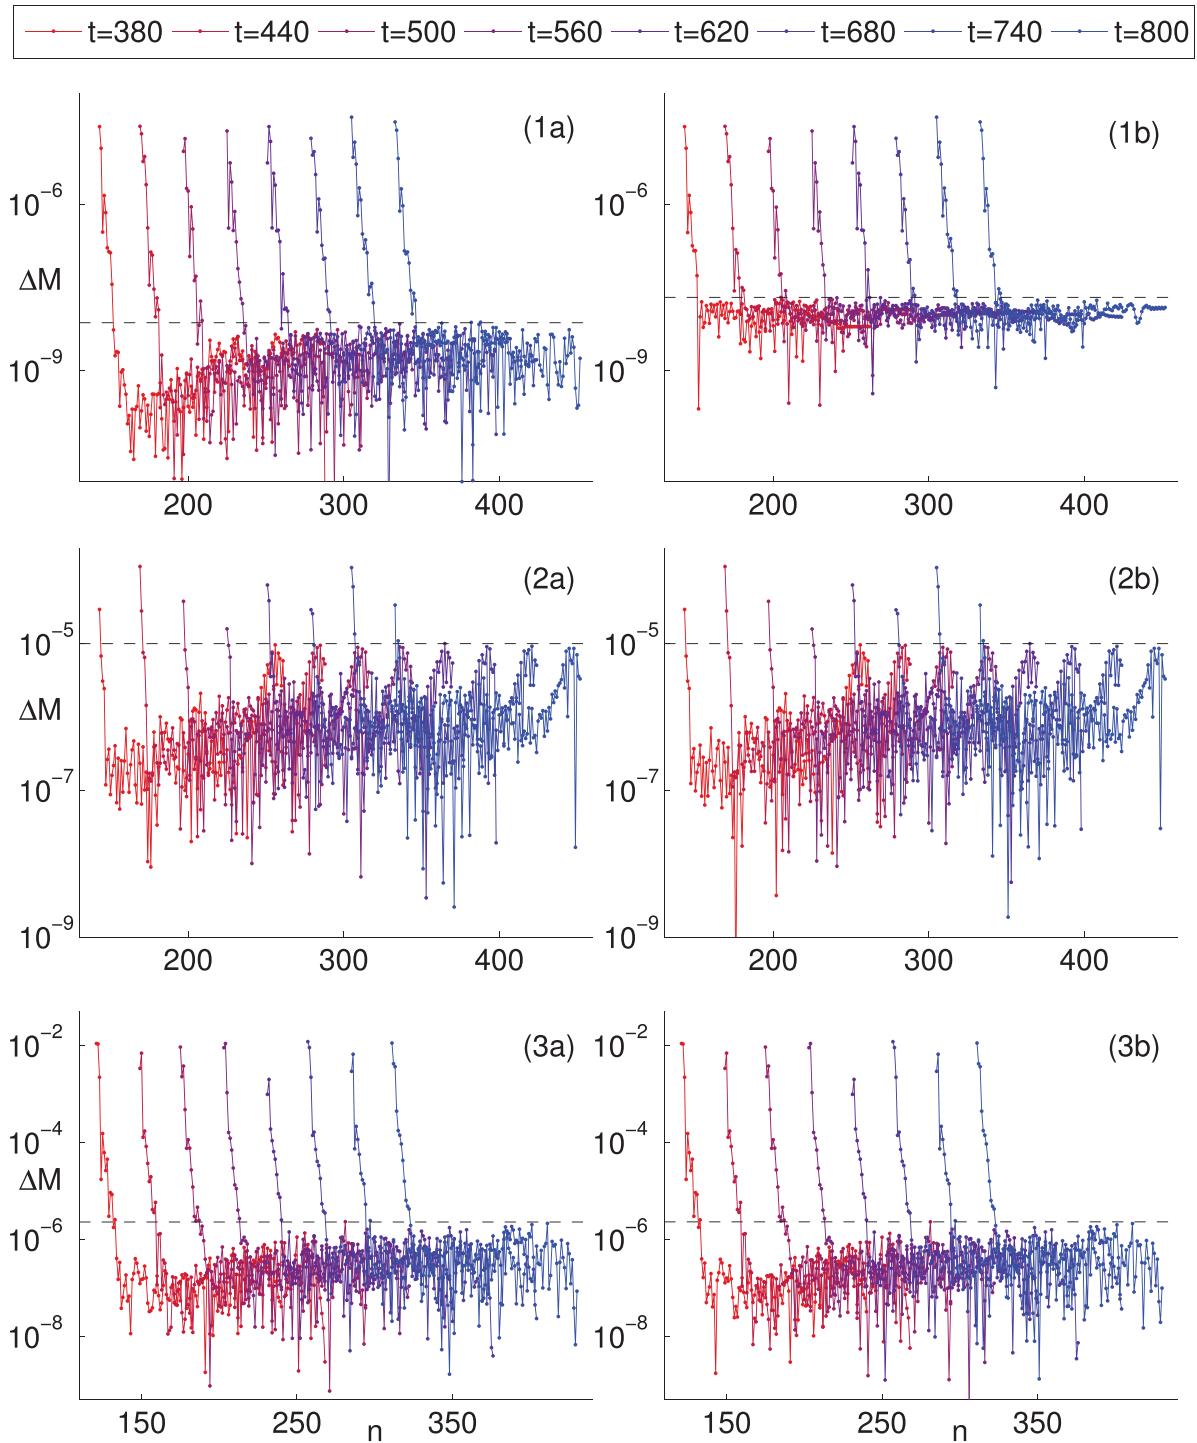 t=380 t=440 t=500 t=560 t=620 t=680 t=740 t=800
(1a) (1b)
10⁻⁶ 10⁻⁶
ΔM
10⁻⁹ 10⁻⁹
200 300 400 200 300 400
(2a) (2b)
10⁻⁵ 10⁻⁵
ΔM
10⁻⁷ 10⁻⁷
10⁻⁹ 10⁻⁹
200 300 400 200 300 400
10⁻² (3a) 10⁻² (3b)
10⁻⁴ 10⁻⁴
ΔM
10⁻⁶ 10⁻⁶
10⁻⁸ 10⁻⁸
150 250 350 150 250 350
n n